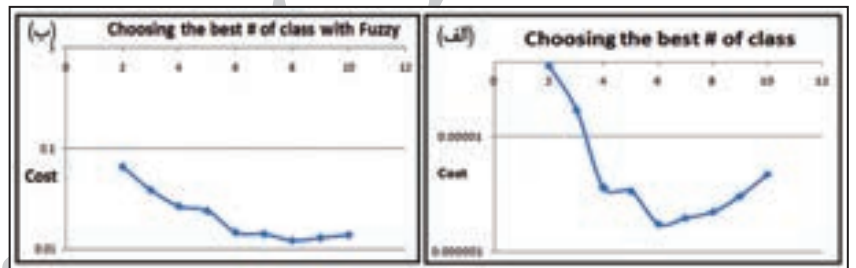 (ب) Choosing the best # of class with Fuzzy
0 2 4 6 8 10 12
0.1
Cost
0.01
(الف) Choosing the best # of class
0 2 4 6 8 10 12
0.00001
Cost
0.000001